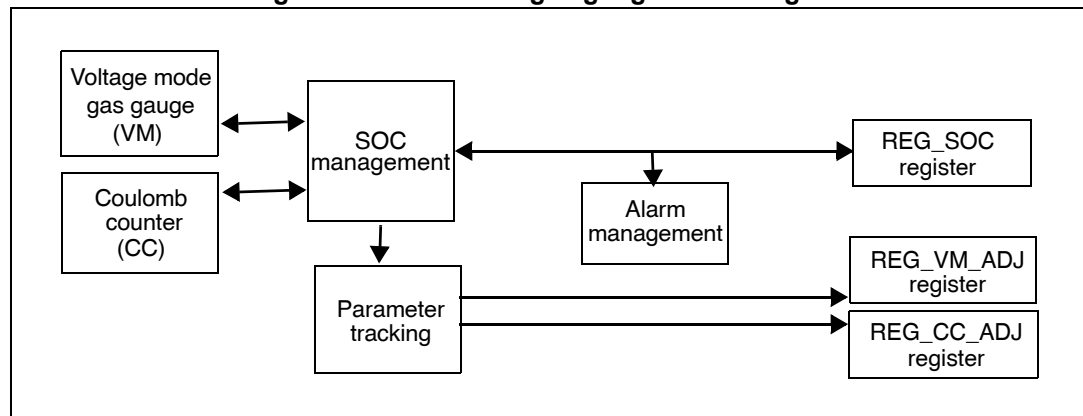 Voltage mode
gas gauge
(VM)
Coulomb
counter
(CC)
SOC
management
Parameter
tracking
Alarm
management
REG_SOC
register
REG_VM_ADJ
register
REG_CC_ADJ
register